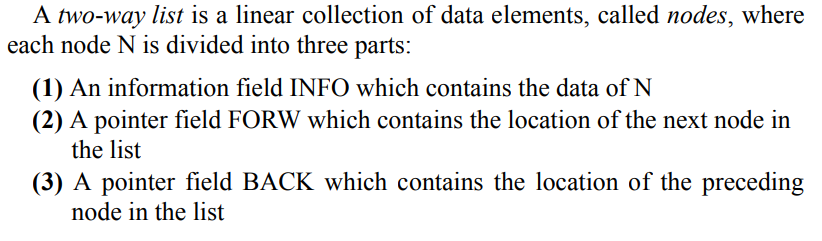 A two-way list is a linear collection of data elements, called nodes, where
each node N is divided into three parts:
(1) An information field INFO which contains the data of N
(2) A pointer field FORW which contains the location of the next node in
the list
(3) A pointer field BACK which contains the location of the preceding
node in the list